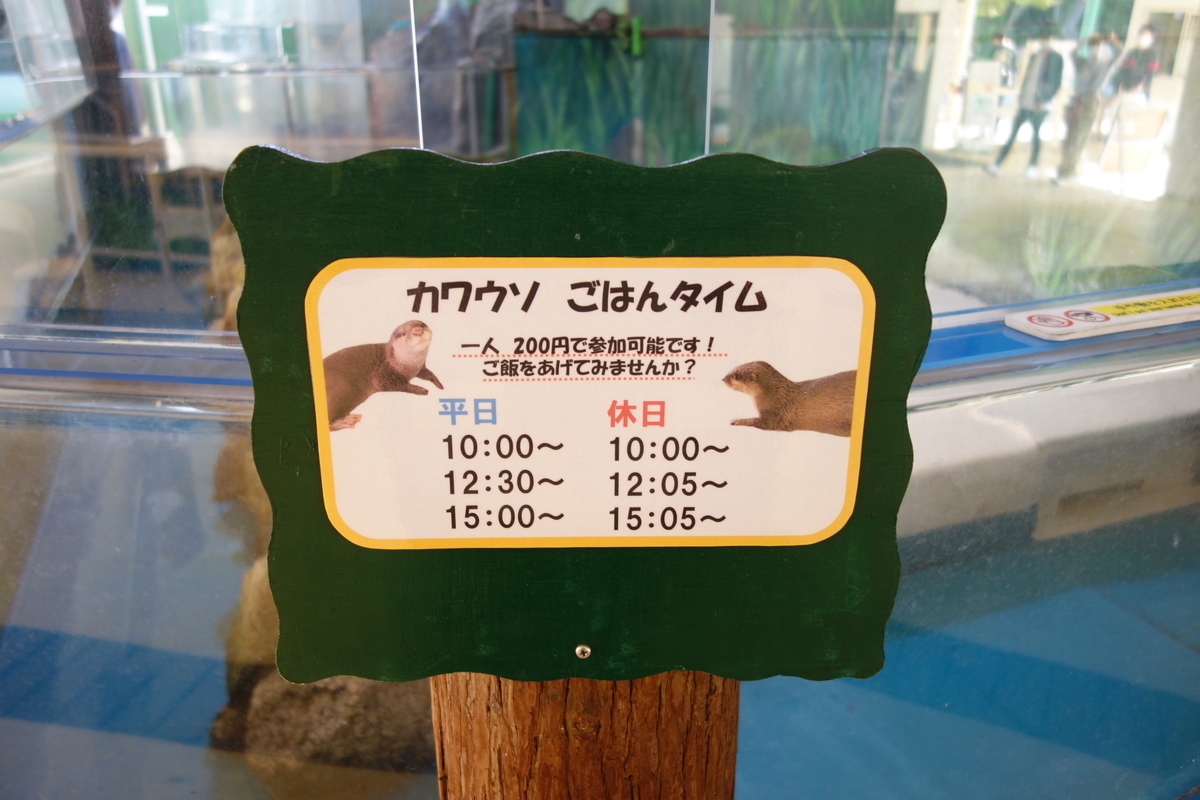 カワウソ ごはんタイム
一人 200円で参加可能です！
ご飯をあげてみませんか？
平日 休日
10:00～ 10:00～
12:30～ 12:05～
15:00～ 15:05～